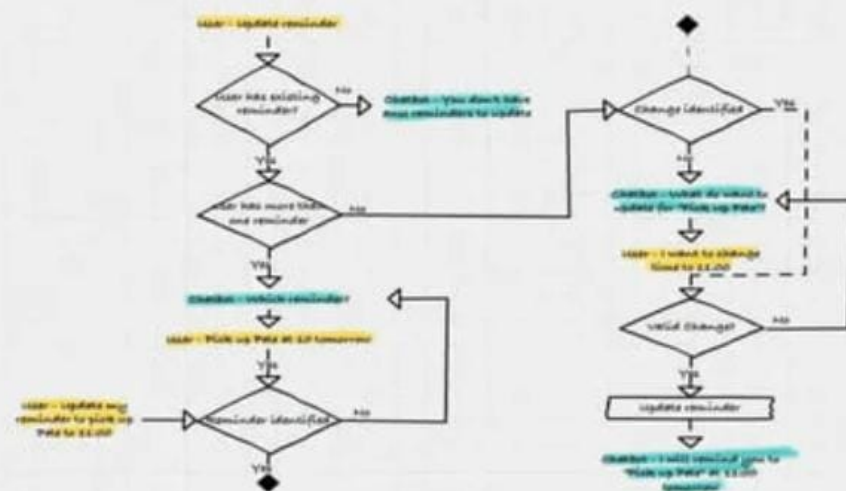 User - Update reminder
User has existing
reminder?
No
Chatbot - You don't have
any reminders to update
Yes
User has more than
one reminder
No
Yes
Chatbot - Which reminder?
User - Pick up Pete at 10 tomorrow
Yes
User - Update my
reminder to pick up
Pete to 11:00
Reminder identified
No
Yes
Change identified
Yes
No
Chatbot - What do want to
update for "Pick up Pete"?
User - I want to change
time to 11:00
Valid Change?
No
Yes
Update reminder
Chatbot - I will remind you to
"Pick up Pete" at 11:00
tomorrow